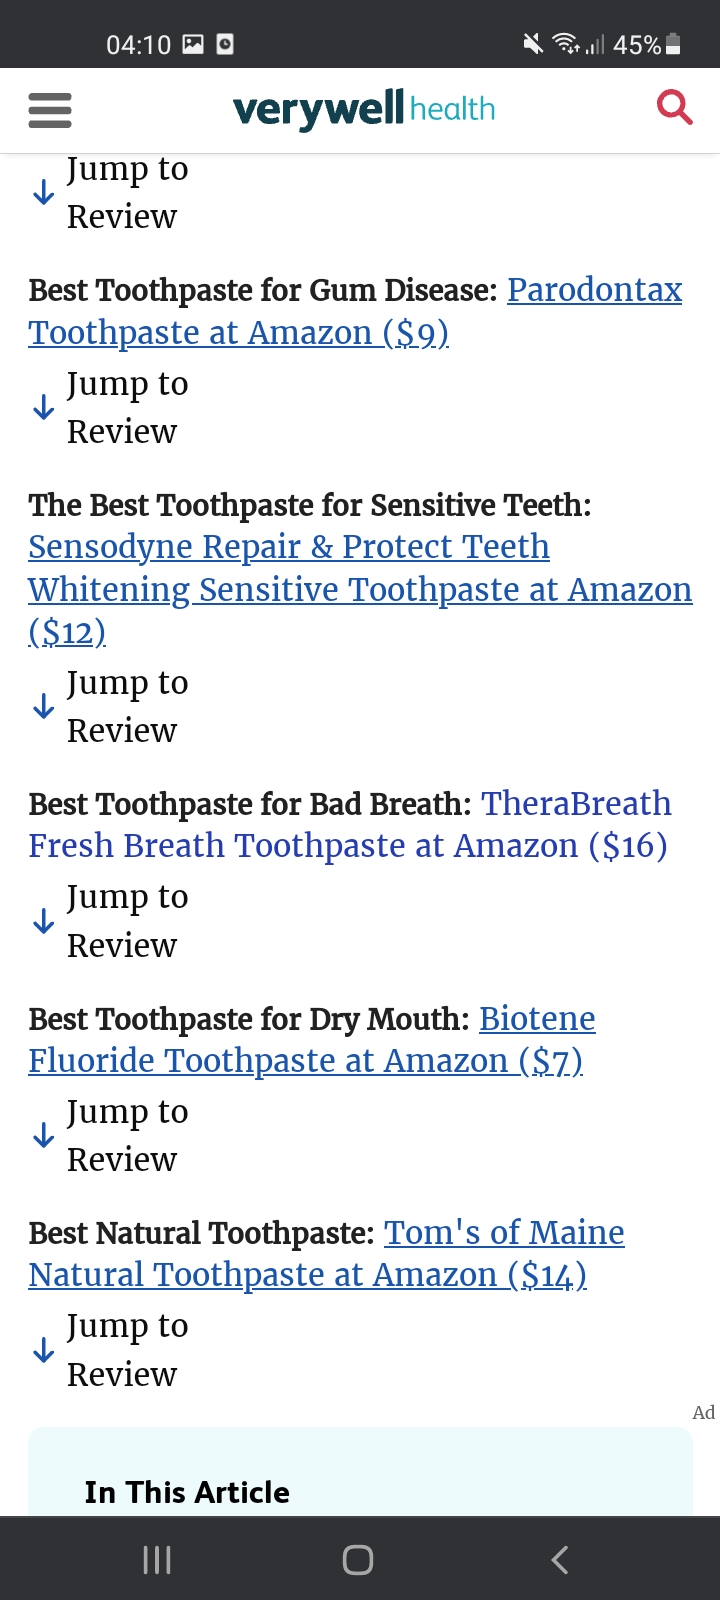 04:10 45%
verywell health
Jump to
Review
Best Toothpaste for Gum Disease: Parodontax
Toothpaste at Amazon ($9)
Jump to
Review
The Best Toothpaste for Sensitive Teeth:
Sensodyne Repair & Protect Teeth
Whitening Sensitive Toothpaste at Amazon
($12)
Jump to
Review
Best Toothpaste for Bad Breath: TheraBreath
Fresh Breath Toothpaste at Amazon ($16)
Jump to
Review
Best Toothpaste for Dry Mouth: Biotene
Fluoride Toothpaste at Amazon ($7)
Jump to
Review
Best Natural Toothpaste: Tom's of Maine
Natural Toothpaste at Amazon ($14)
Jump to
Review
Ad
In This Article